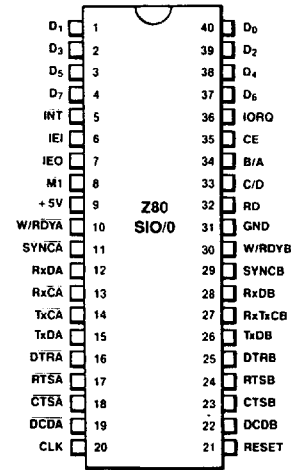 D1 1 40 D0
D3 2 39 D2
D5 3 38 D4
D7 4 37 D6
INT 5 36 IORQ
IEI 6 35 CE
IEO 7 34 B/A
M1 8 33 C/D
+5V 9 Z80 32 RD
W/RDYA 10 SIO/0 31 GND
SYNCA 11 30 W/RDYB
RxDA 12 29 SYNCB
RxCA 13 28 RxDB
TxCA 14 27 RxTxCB
TxDA 15 26 TxDB
DTRA 16 25 DTRB
RTSA 17 24 RTSB
CTSA 18 23 CTSB
DCDA 19 22 DCDB
CLK 20 21 RESET